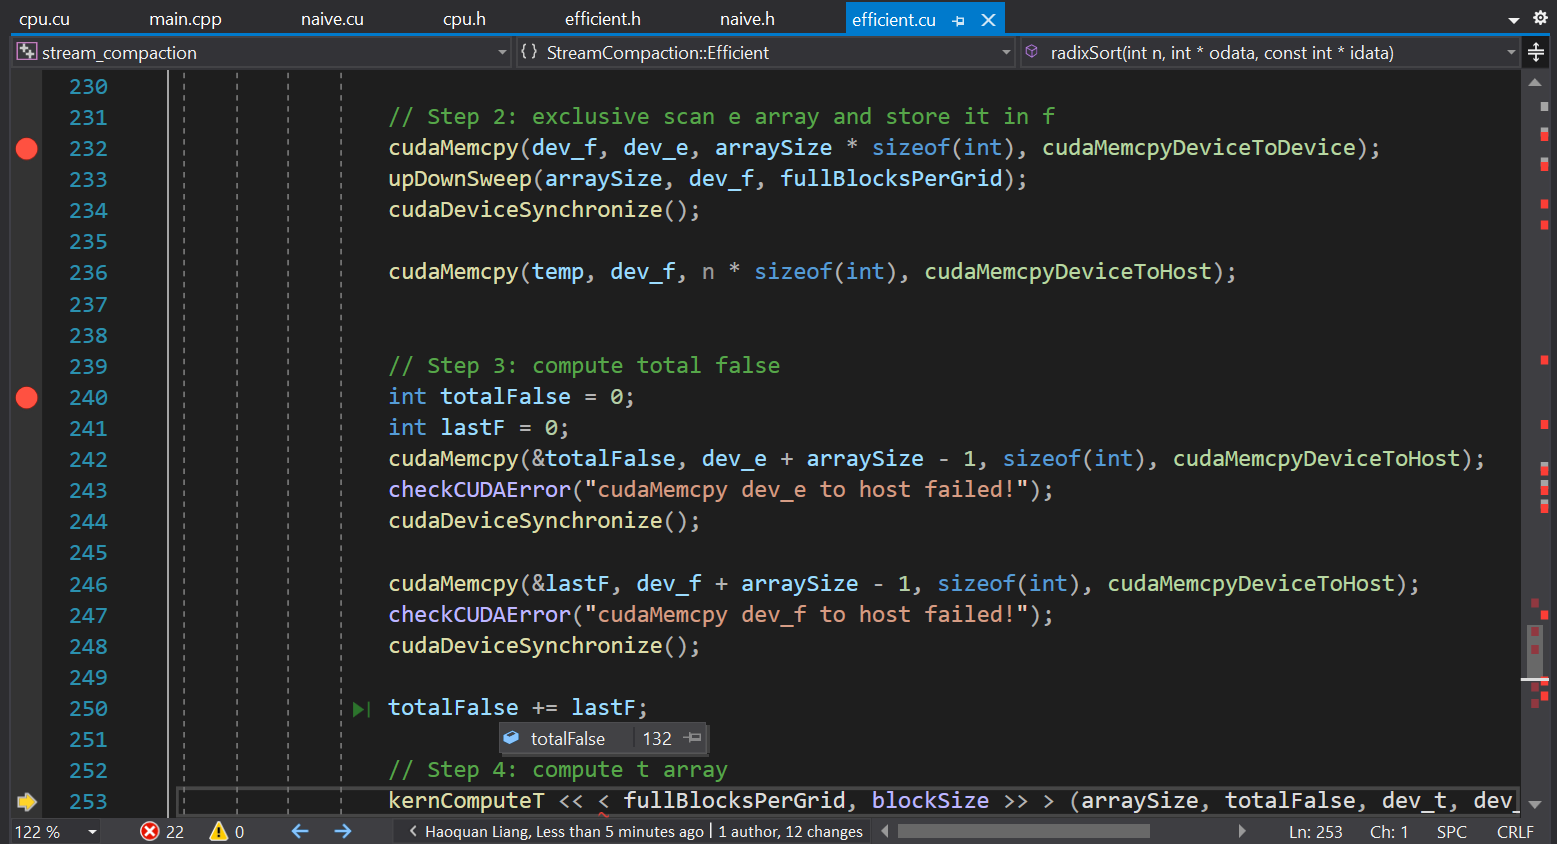 cpu.cu main.cpp naive.cu cpu.h efficient.h naive.h efficient.cu
stream_compaction {} StreamCompaction::Efficient radixSort(int n, int * odata, const int * idata)
230
231 // Step 2: exclusive scan e array and store it in f
232 cudaMemcpy(dev_f, dev_e, arraySize * sizeof(int), cudaMemcpyDeviceToDevice);
233 upDownSweep(arraySize, dev_f, fullBlocksPerGrid);
234 cudaDeviceSynchronize();
235
236 cudaMemcpy(temp, dev_f, n * sizeof(int), cudaMemcpyDeviceToHost);
237
238
239 // Step 3: compute total false
240 int totalFalse = 0;
241 int lastF = 0;
242 cudaMemcpy(&totalFalse, dev_e + arraySize - 1, sizeof(int), cudaMemcpyDeviceToHost);
243 checkCUDAError("cudaMemcpy dev_e to host failed!");
244 cudaDeviceSynchronize();
245
246 cudaMemcpy(&lastF, dev_f + arraySize - 1, sizeof(int), cudaMemcpyDeviceToHost);
247 checkCUDAError("cudaMemcpy dev_f to host failed!");
248 cudaDeviceSynchronize();
249
250 totalFalse += lastF;
251 totalFalse 132
252 // Step 4: compute t array
253 kernComputeT << < fullBlocksPerGrid, blockSize >> > (arraySize, totalFalse, dev_t, dev_
122 % 22 0 Haoquan Liang, Less than 5 minutes ago | 1 author, 12 changes Ln: 253 Ch: 1 SPC CRLF